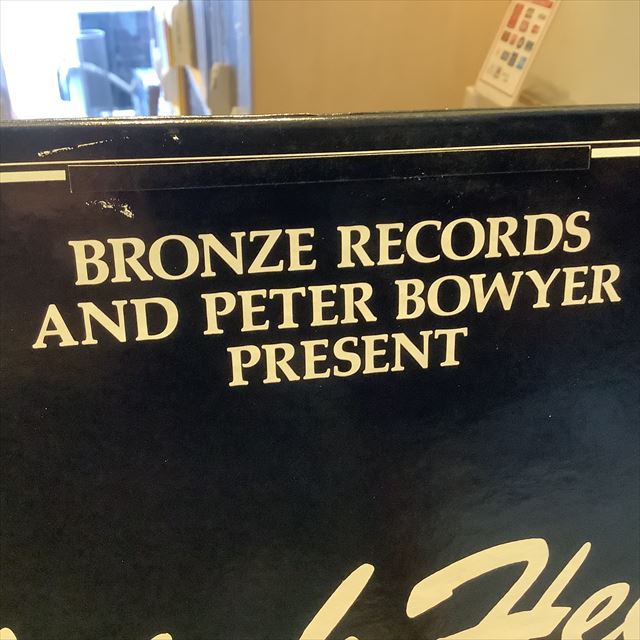 BRONZE RECORDS
AND PETER BOWYER
PRESENT